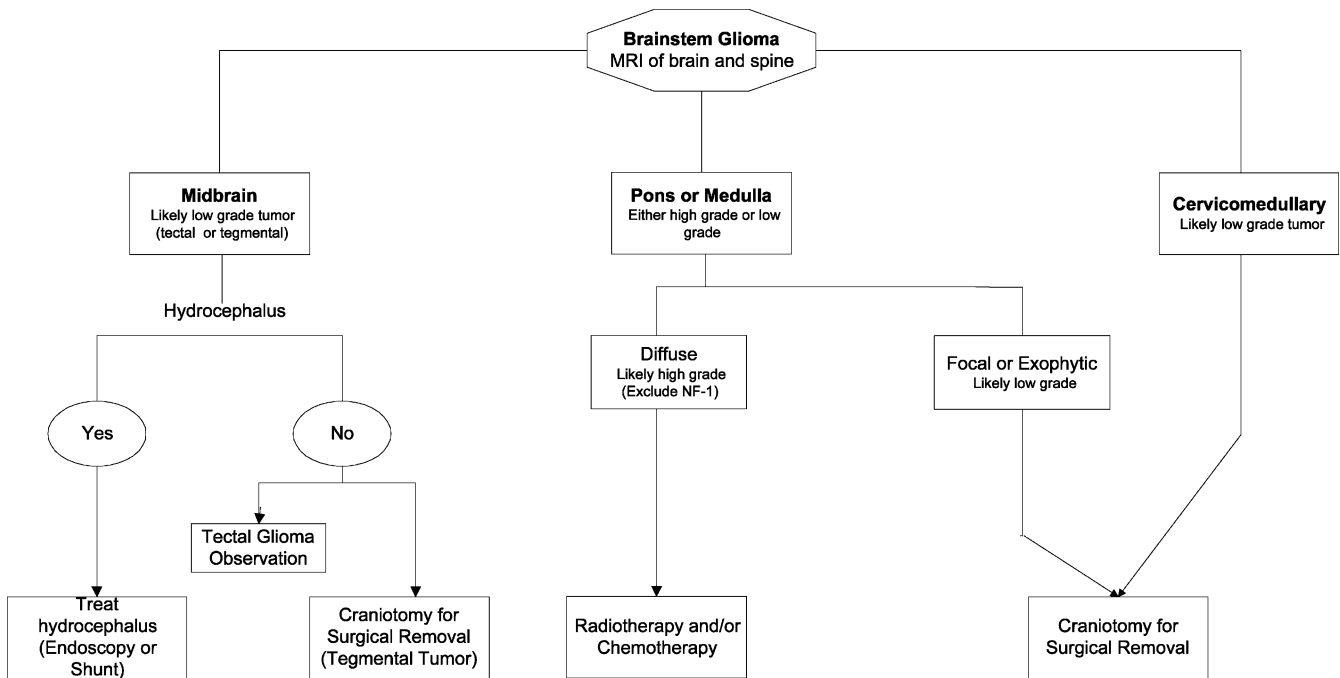 Brainstem Glioma
MRI of brain and spine
Midbrain
Likely low grade tumor
(tectal or tegmental)
Pons or Medulla
Either high grade or low
grade
Cervicomedullary
Likely low grade tumor
Hydrocephalus
Diffuse
Likely high grade
(Exclude NF-1)
Focal or Exophytic
Likely low grade
Yes
No
Tectal Glioma
Observation
Treat
hydrocephalus
(Endoscopy or
Shunt)
Craniotomy for
Surgical Removal
(Tegmental Tumor)
Radiotherapy and/or
Chemotherapy
Craniotomy for
Surgical Removal